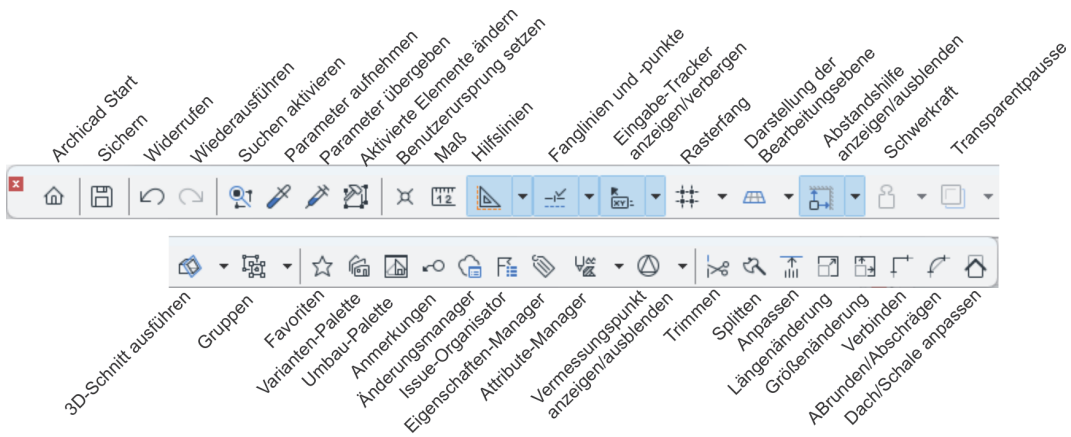 Archicad Start
Sichern
Widerrufen
Wiederausführen
Suchen aktivieren
Parameter aufnehmen
Parameter übergeben
Aktivierte Elemente ändern
Benutzerursprung setzen
Maß
Hilfslinien
Fanglinien und -punkte
Eingabe-Tracker
anzeigen/verbergen
Rasterfang
Darstellung der
Bearbeitungsebene
Abstandshilfe
anzeigen/ausblenden
Schwerkraft
Transparentpausse
x
1 2
XY:
3D-Schnitt ausführen
Gruppen
Favoriten
Varianten-Palette
Umbau-Palette
Anmerkungen
Änderungsmanager
Issue-Organisator
Eigenschaften-Manager
Attribute-Manager
Vermessungspunkt
anzeigen/ausblenden
Trimmen
Splitten
Anpassen
Längenänderung
Größenänderung
Verbinden
ABrunden/Abschrägen
Dach/Schale anpassen